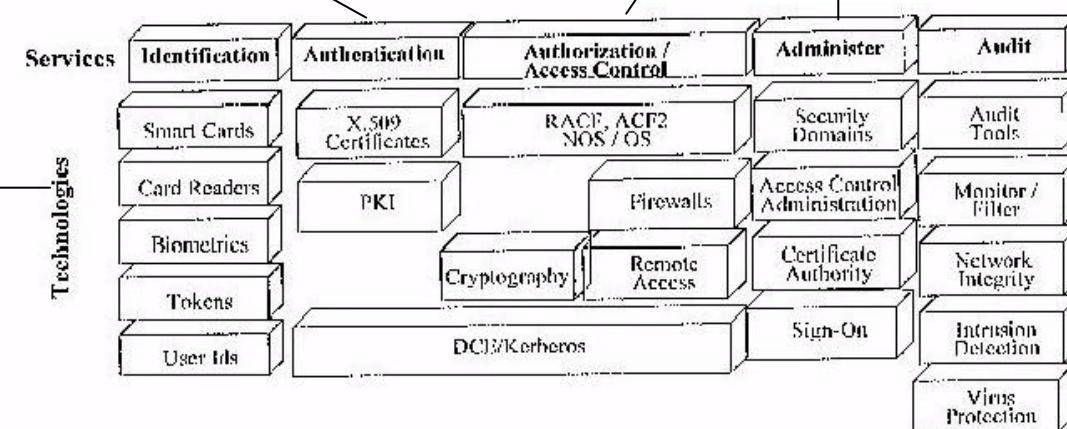 Services
Identification
Authentication
Authorization /
Access Control
Administer
Audit
Technologies
Smart Cards
Card Readers
Biometrics
Tokens
User Ids
X.509
Certificates
PKI
RACF, ACF2
NOS / OS
Firewalls
Cryptography
Remote
Access
DCE/Kerberos
Security
Domains
Access Control
Administration
Certificate
Authority
Sign-On
Audit
Tools
Monitor /
Filter
Network
Integrity
Intrusion
Detection
Virus
Protection